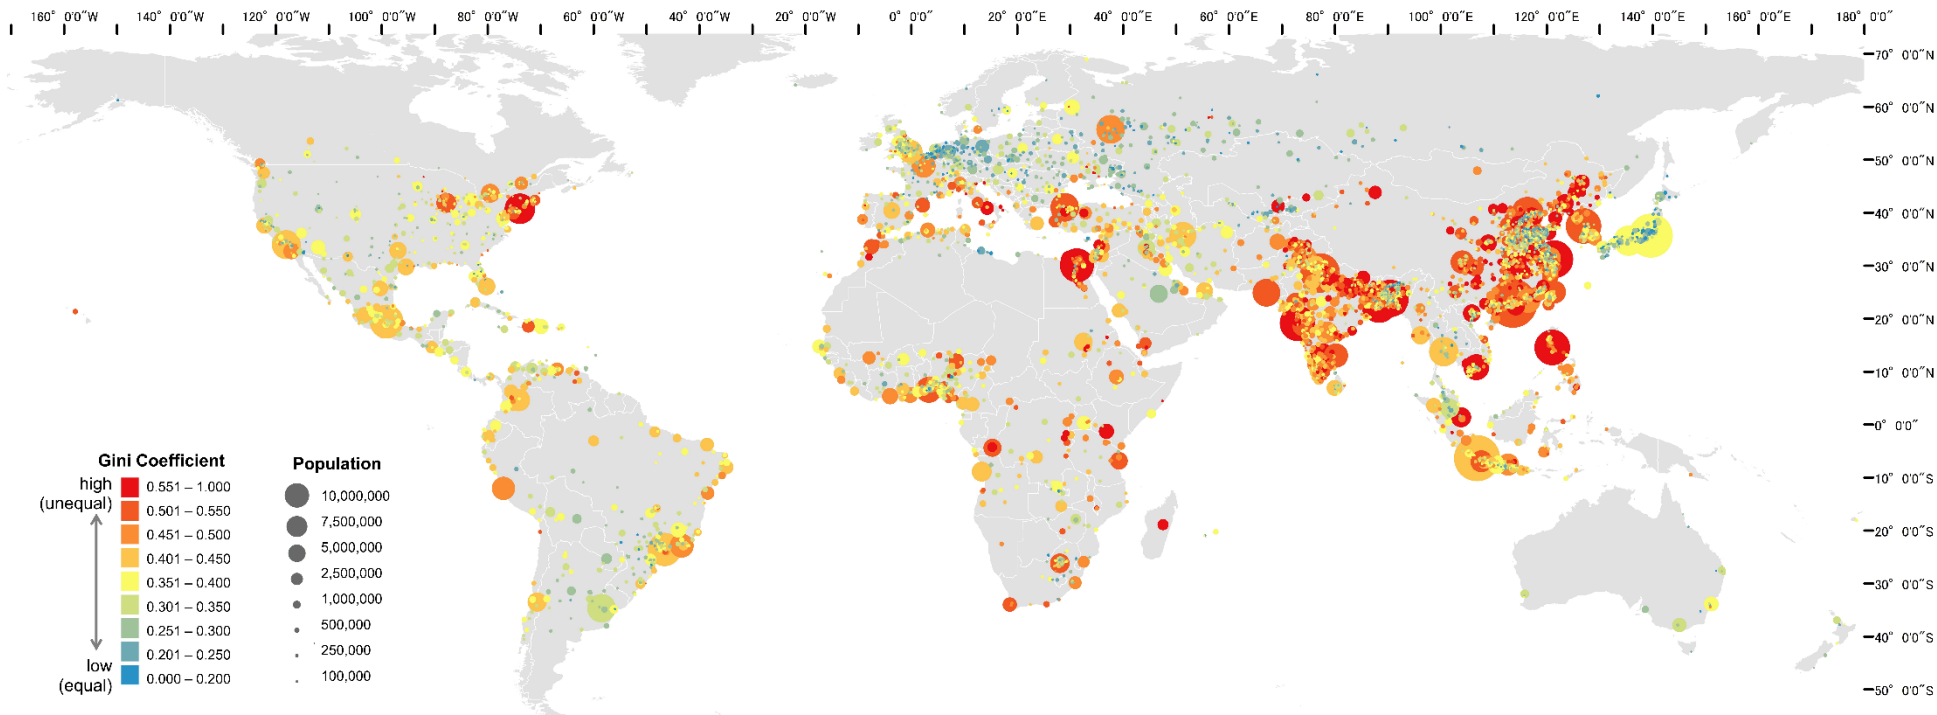 160° 0'0"W 140° 0'0"W 120° 0'0"W 100° 0'0"W 80° 0'0"W 60° 0'0"W 40° 0'0"W 20° 0'0"W 0° 0'0" 20° 0'0"E 40° 0'0"E 60° 0'0"E 80° 0'0"E 100° 0'0"E 120° 0'0"E 140° 0'0"E 160° 0'0"E 180° 0'0"
70° 0'0"N
60° 0'0"N
50° 0'0"N
40° 0'0"N
30° 0'0"N
20° 0'0"N
10° 0'0"N
0° 0'0"
10° 0'0"S
20° 0'0"S
30° 0'0"S
40° 0'0"S
50° 0'0"S
Gini Coefficient
high
(unequal)
0.551 – 1.000
0.501 – 0.550
0.451 – 0.500
0.401 – 0.450
0.351 – 0.400
0.301 – 0.350
0.251 – 0.300
0.201 – 0.250
0.000 – 0.200
low
(equal)
Population
10,000,000
7,500,000
5,000,000
2,500,000
1,000,000
500,000
250,000
100,000